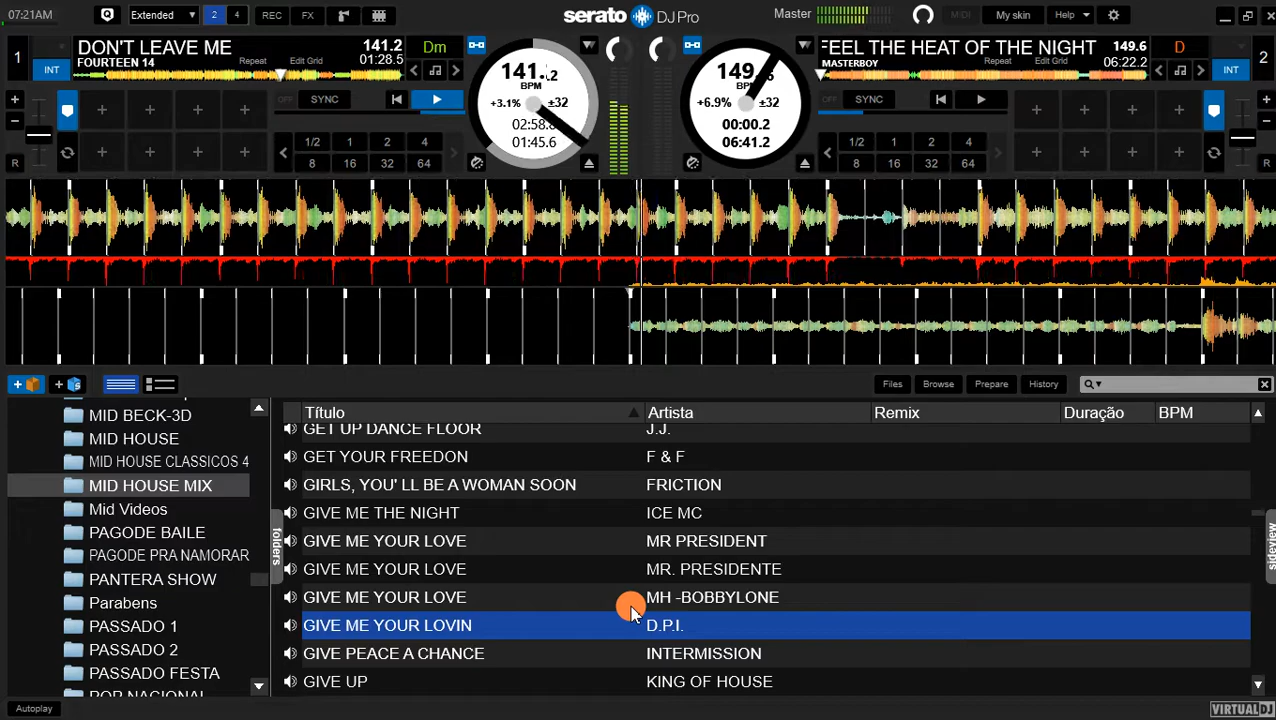 07:21AM Extended 2 4 REC FX serato DJ Pro Master MIDI My skin Help
1 DON'T LEAVE ME 141.2 Dm
FOURTEEN 14 01:28.5
INT Repeat Edit Grid
OFF SYNC
1/2 1 2 4
8 16 32 64
R
141.2
BPM
+3.1% ±32
02:58.6
01:45.6
149.6
BPM
+6.9% ±32
00:00.2
06:41.2
FEEL THE HEAT OF THE NIGHT 149.6 D 2
MASTERBOY 06:22.2
Repeat Edit Grid INT
OFF SYNC
1/2 1 2 4
8 16 32 64
R
Files Browse Prepare History
MID BECK-3D
MID HOUSE
MID HOUSE CLASSICOS 4
MID HOUSE MIX
Mid Videos
PAGODE BAILE
PAGODE PRA NAMORAR
PANTERA SHOW
Parabens
PASSADO 1
PASSADO 2
PASSADO FESTA
POP NACIONAL
folders
Título Artista Remix Duração BPM
GET UP DANCE FLOOR J.J.
GET YOUR FREEDON F & F
GIRLS, YOU' LL BE A WOMAN SOON FRICTION
GIVE ME THE NIGHT ICE MC
GIVE ME YOUR LOVE MR PRESIDENT
GIVE ME YOUR LOVE MR. PRESIDENTE
GIVE ME YOUR LOVE MH -BOBBYLONE
GIVE ME YOUR LOVIN D.P.I.
GIVE PEACE A CHANCE INTERMISSION
GIVE UP KING OF HOUSE
sideview
Autoplay VIRTUALDJ